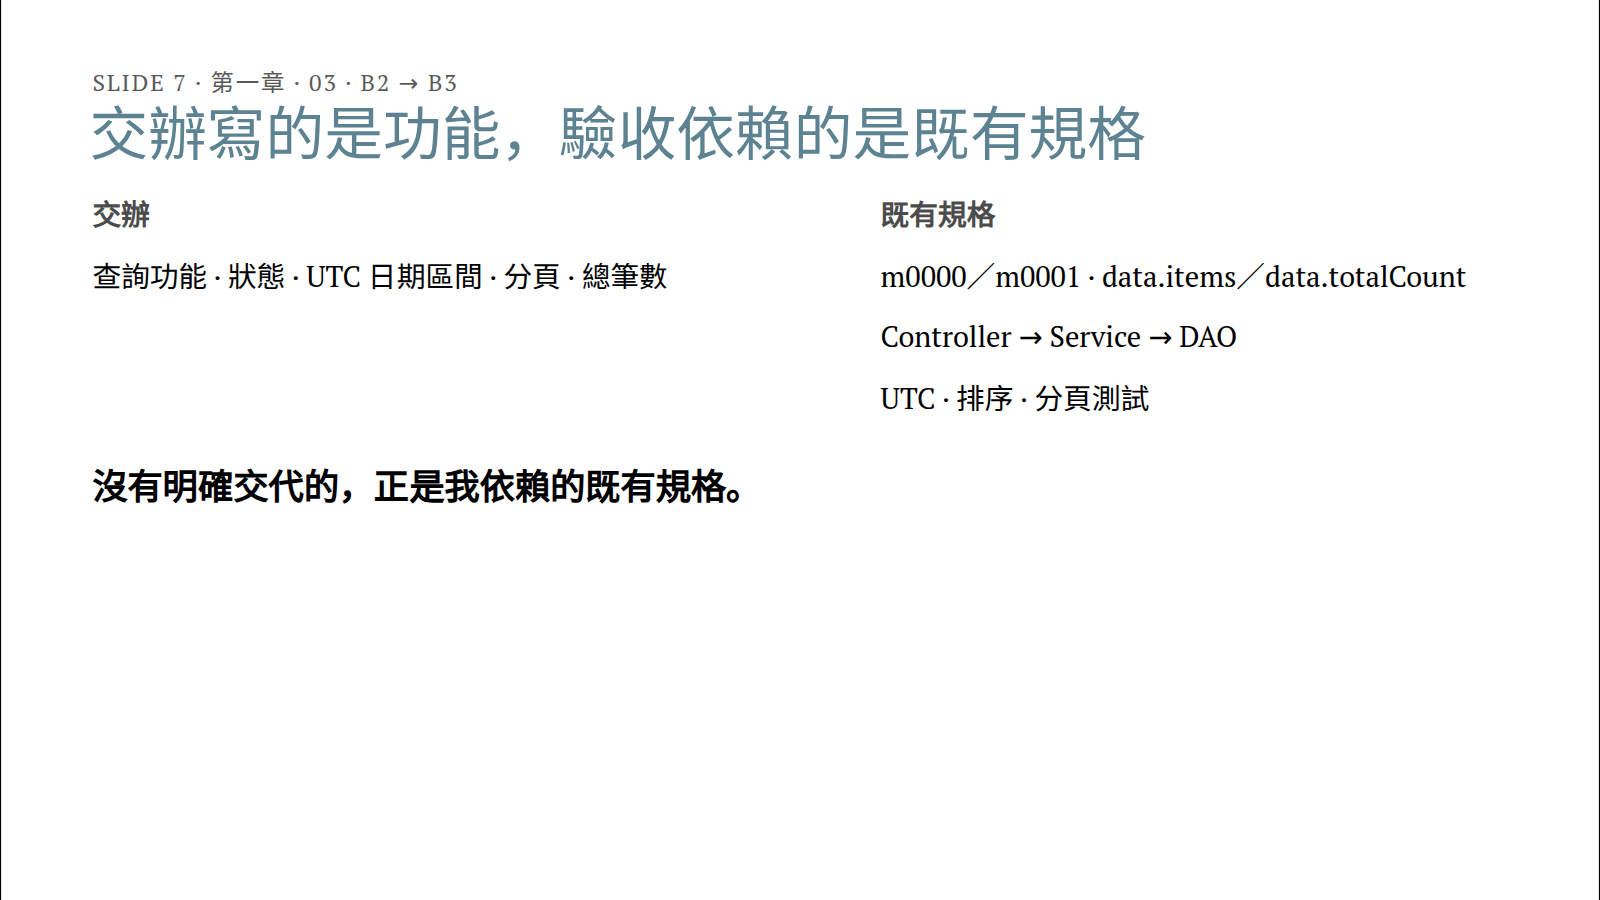 SLIDE 7 · 第一章 · 03 · B2 → B3
交辦寫的是功能，驗收依賴的是既有規格
交辦
查詢功能 · 狀態 · UTC 日期區間 · 分頁 · 總筆數
既有規格
m0000／m0001 · data.items／data.totalCount
Controller → Service → DAO
UTC · 排序 · 分頁測試
沒有明確交代的，正是我依賴的既有規格。